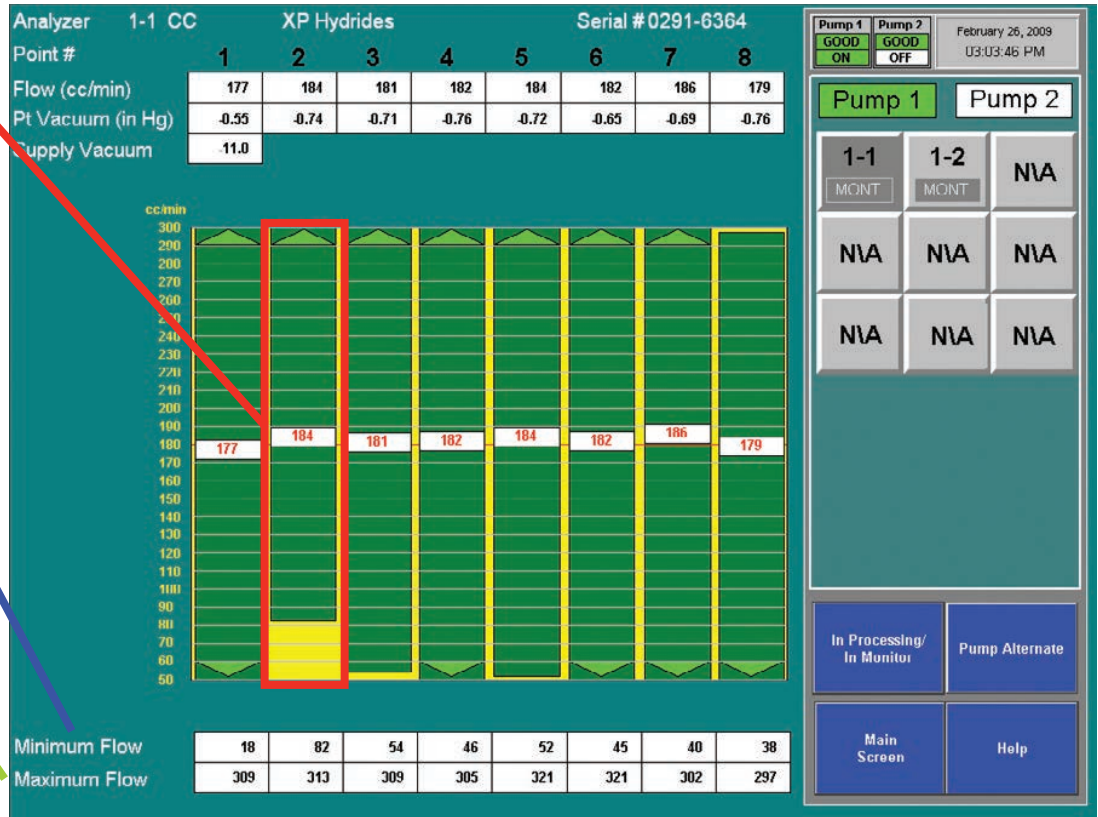 Analyzer 1-1 CC XP Hydrides Serial # 0291-6364
Point # 1 2 3 4 5 6 7 8
Flow (cc/min) 177 184 181 182 184 182 186 179
Pt Vacuum (in Hg) -0.55 -0.74 -0.71 -0.76 -0.72 -0.65 -0.69 -0.76
Supply Vacuum -11.0
cc/min
300
290
200
270
260
240
230
220
210
200
190
180
170
160
150
140
130
120
110
100
90
80
70
60
50
177 184 181 182 184 182 186 179
Minimum Flow 18 82 54 46 52 45 40 38
Maximum Flow 309 313 309 305 321 321 302 297
Pump 1 Pump 2
GOOD GOOD
ON OFF
February 26, 2009
03:03:46 PM
Pump 1 Pump 2
1-1 1-2 N\A
MONT MONT
N\A N\A N\A
N\A N\A N\A
In Processing/
In Monitor
Pump Alternate
Main
Screen
Help